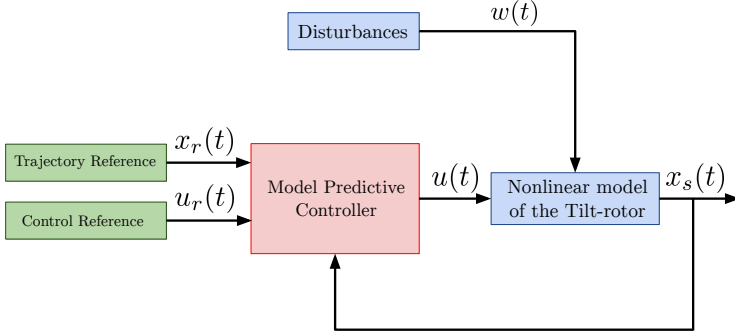 Disturbances
w(t)
Trajectory Reference
x_r(t)
Control Reference
u_r(t)
Model Predictive
Controller
u(t)
Nonlinear model
of the Tilt-rotor
x_s(t)